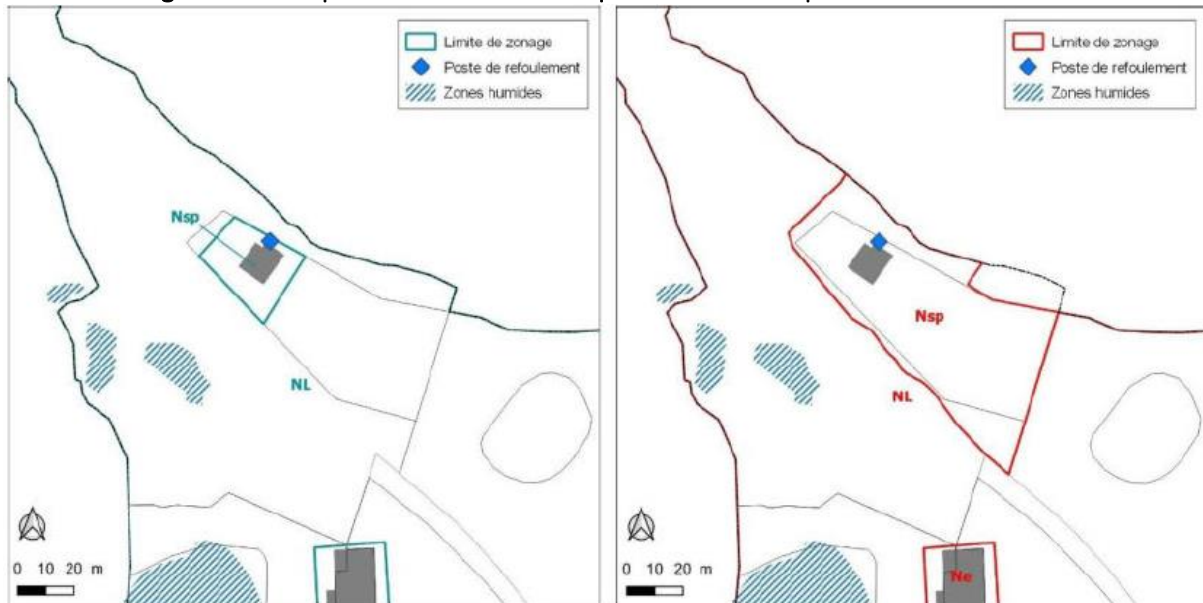 Limite de zonage
Poste de refoulement
Zones humides
Nsp
NL
0 10 20 m
Limite de zonage
Poste de refoulement
Zones humides
Nsp
NL
Ne
0 10 20 m